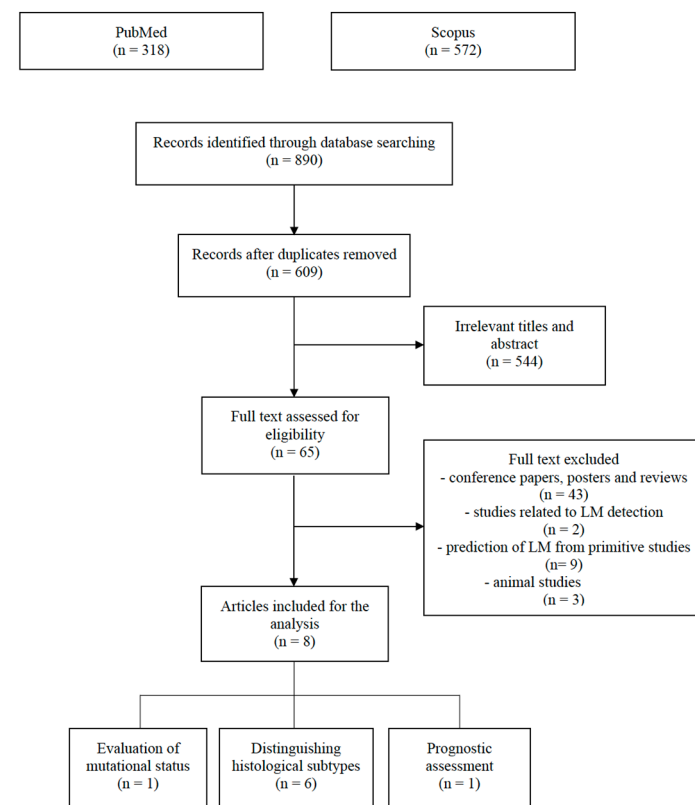 PubMed
(n = 318)
Scopus
(n = 572)
Records identified through database searching
(n = 890)
Records after duplicates removed
(n = 609)
Irrelevant titles and
abstract
(n = 544)
Full text assessed for
eligibility
(n = 65)
Full text excluded
- conference papers, posters and reviews
(n = 43)
- studies related to LM detection
(n = 2)
- prediction of LM from primitive studies
(n= 9)
- animal studies
(n = 3)
Articles included for the
analysis
(n = 8)
Evaluation of
mutational status
(n = 1)
Distinguishing
histological subtypes
(n = 6)
Prognostic
assessment
(n = 1)